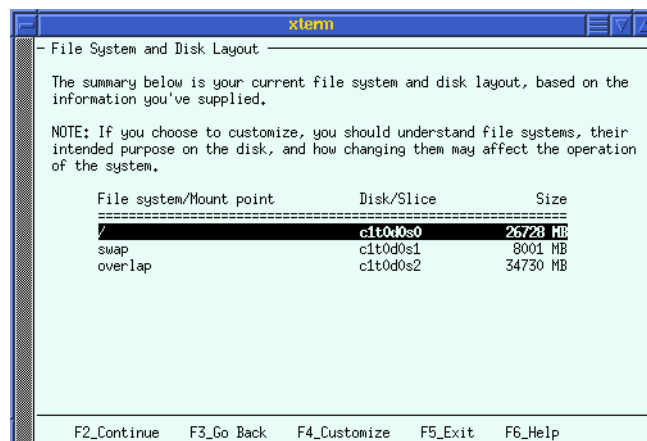 xterm
File System and Disk Layout
The summary below is your current file system and disk layout, based on the
information you've supplied.
NOTE: If you choose to customize, you should understand file systems, their
intended purpose on the disk, and how changing them may affect the operation
of the system.
File system/Mount point Disk/Slice Size
============================================================
/ c1t0d0s0 26728 MB
swap c1t0d0s1 8001 MB
overlap c1t0d0s2 34730 MB
F2_Continue F3_Go Back F4_Customize F5_Exit F6_Help